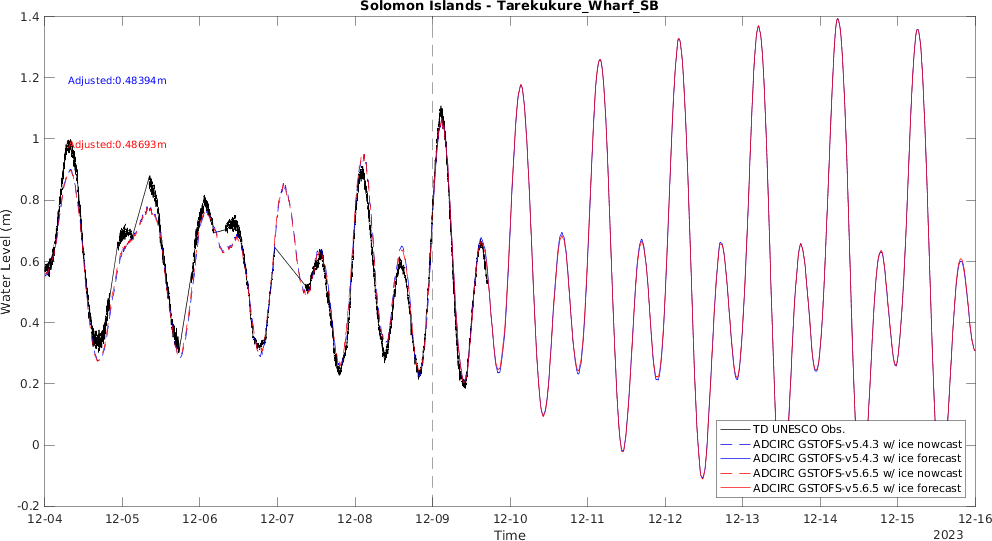 Solomon Islands - Tarekukure_Wharf_SB
1.4
1.2
1
0.8
0.6
0.4
0.2
0
-0.2
Water Level (m)
Adjusted:0.48394m
Adjusted:0.48693m
TD UNESCO Obs.
ADCIRC GSTOFS-v5.4.3 w/ ice nowcast
ADCIRC GSTOFS-v5.4.3 w/ ice forecast
ADCIRC GSTOFS-v5.6.5 w/ ice nowcast
ADCIRC GSTOFS-v5.6.5 w/ ice forecast
12-04 12-05 12-06 12-07 12-08 12-09 12-10 12-11 12-12 12-13 12-14 12-15 12-16
Time
2023